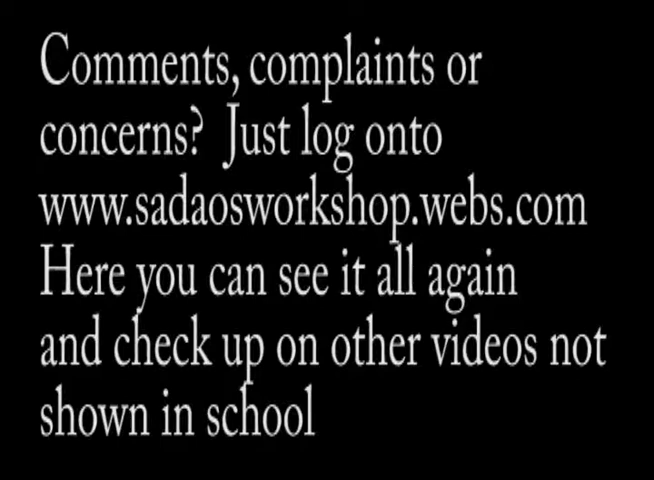 Comments, complaints or
concerns?  Just log onto
www.sadaosworkshop.webs.com
Here you can see it all again
and check up on other videos not
shown in school